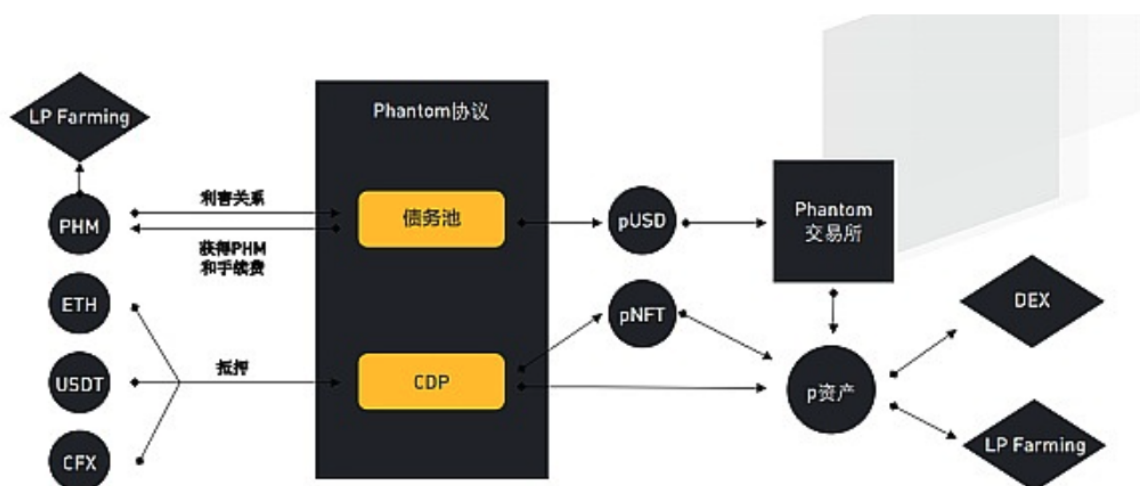 LP Farming
Phantom协议
利害关系
PHM
债务池
获得PHM
和手续费
pUSD
Phantom
交易所
ETH
pNFT
DEX
USDT
抵押
CDP
p资产
CFX
LP Farming